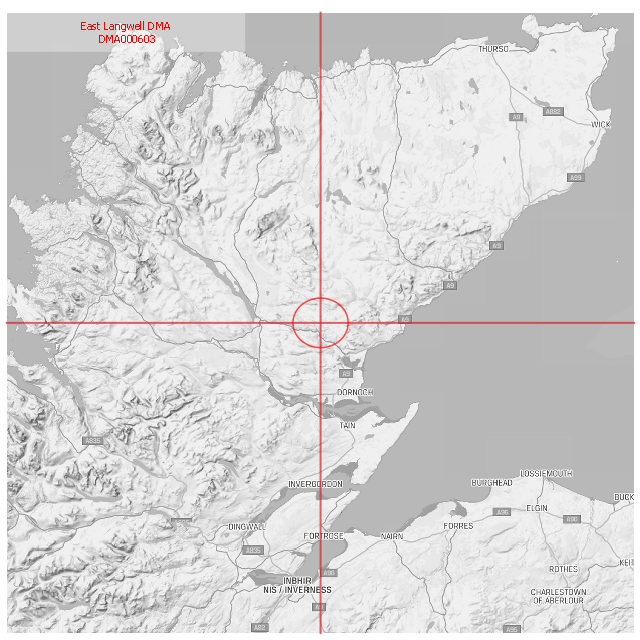 East Langwell DMA
DMA000603
THURSO
A882
A9
WICK
A99
A9
A9
A9
A9
DORNOCH
TAIN
A835
LOSSIEMOUTH
BURGHEAD
INVERGORDON
BUCK
A96
ELGIN
A96
DINGWALL
FORRES
FORTROSE
NAIRN
A835
KEIT
ROTHES
A96
INBHIR
NIS / INVERNESS
CHARLESTOWN
OF ABERLOUR
A9
A82
A95